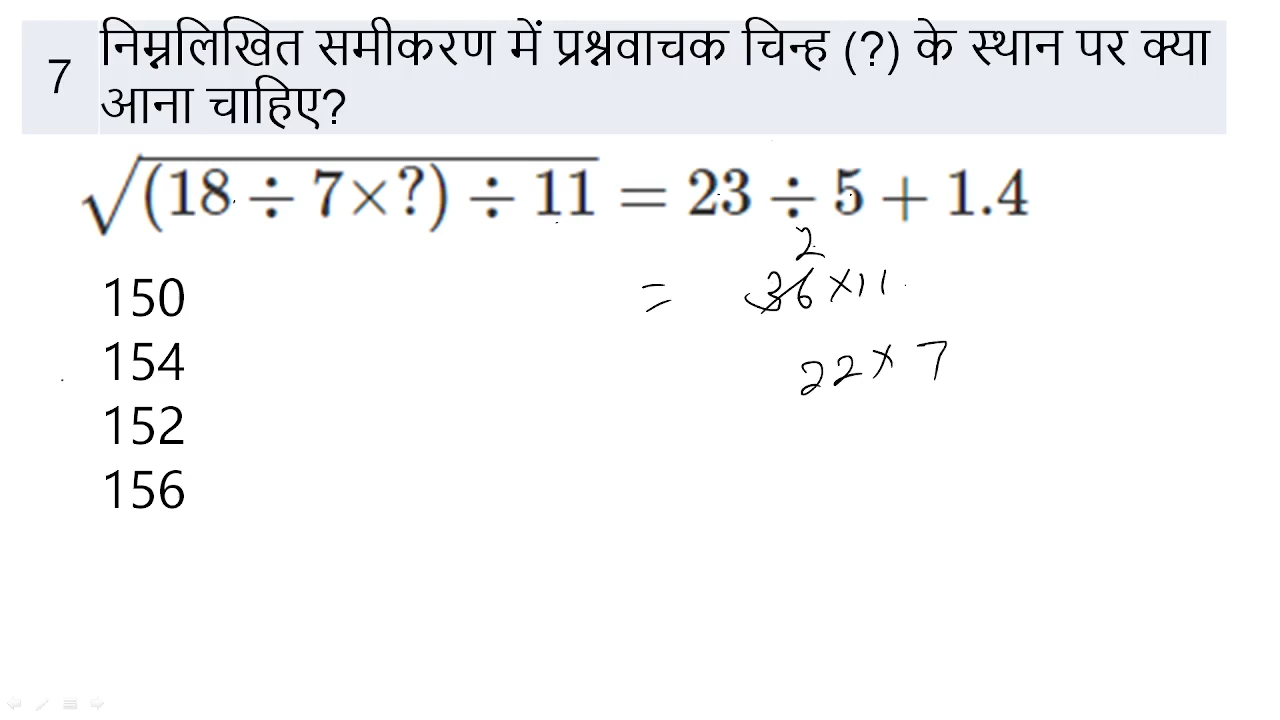 7
निम्नलिखित समीकरण में प्रश्नवाचक चिन्ह (?) के स्थान पर क्या
आना चाहिए?
√(18 ÷ 7×?) ÷ 11 = 23 ÷ 5 + 1.4
2
= 36 × 11
22 × 7
150
154
152
156